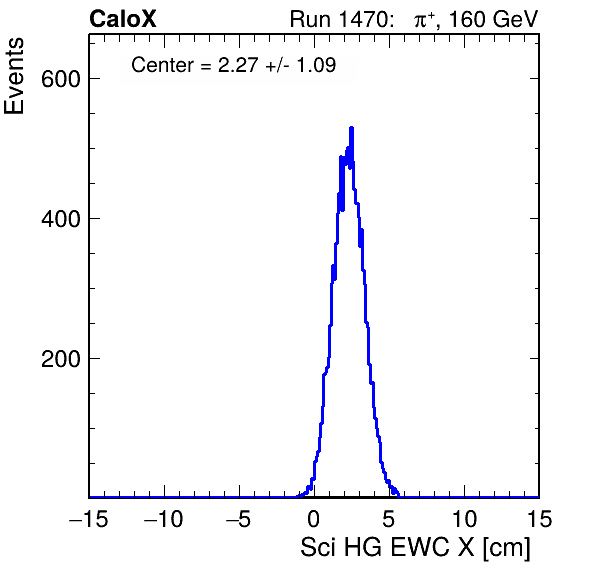 CaloX Run 1470: π⁺, 160 GeV
Center = 2.27 +/- 1.09
Events
600
400
200
−15 −10 −5 0 5 10 15
Sci HG EWC X [cm]